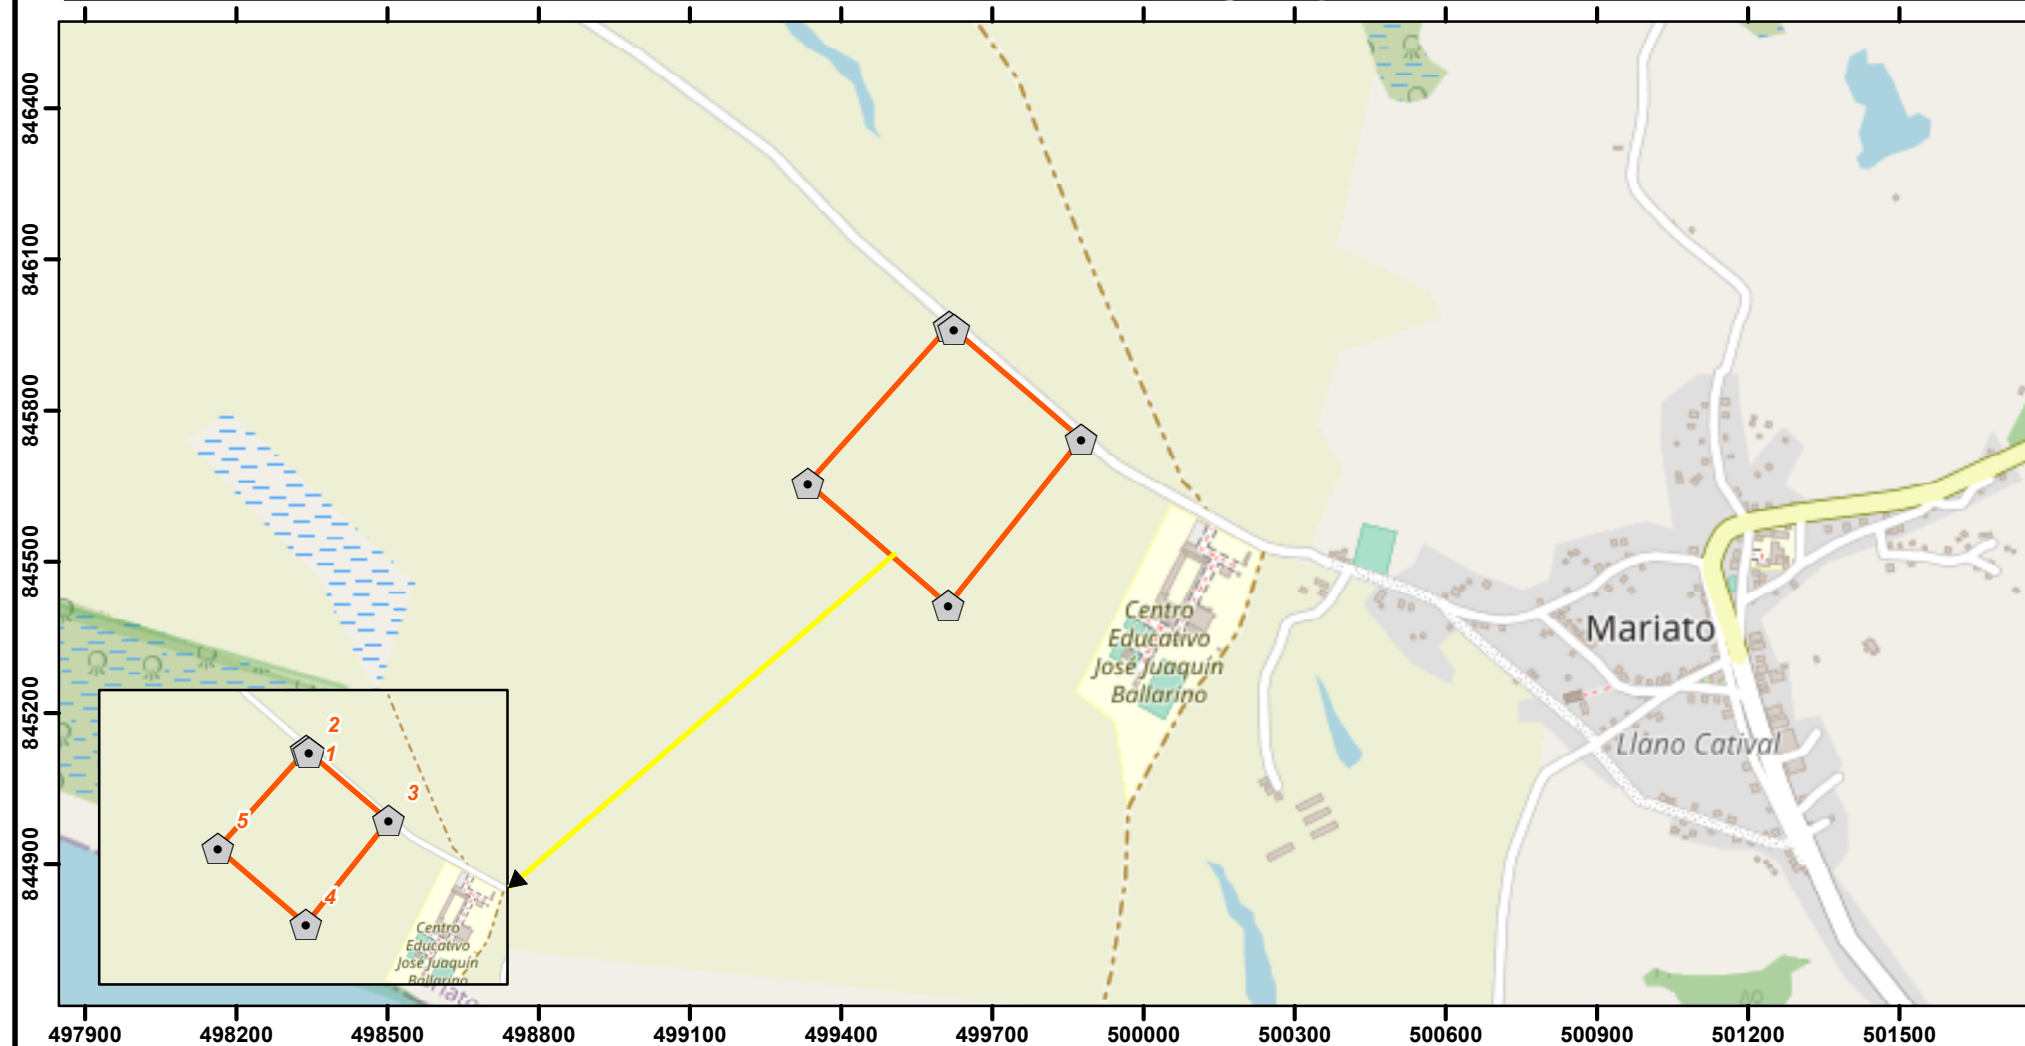 846400
846100
845800
845500
845200
844900
Centro
Educativo
José Juaquín
Ballarino
Mariato
Llano Catival
2
1
3
5
4
Centro
Educativo
José Juaquín
Ballarino
Mariato
497900 498200 498500 498800 499100 499400 499700 500000 500300 500600 500900 501200 501500